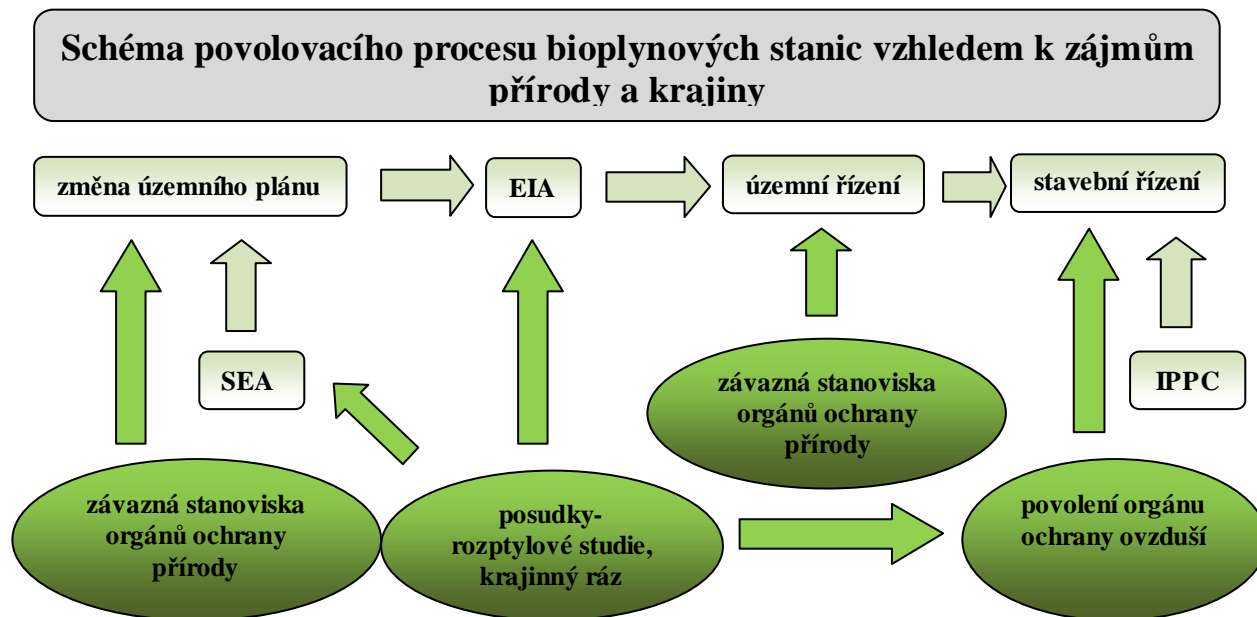 Schéma povolovacího procesu bioplynových stanic vzhledem k zájmům
přírody a krajiny
změna územního plánu
EIA
územní řízení
stavební řízení
SEA
závazná stanoviska
orgánů ochrany
přírody
IPPC
závazná stanoviska
orgánů ochrany
přírody
posudky-
rozptylové studie,
krajinný ráz
povolení orgánu
ochrany ovzduší